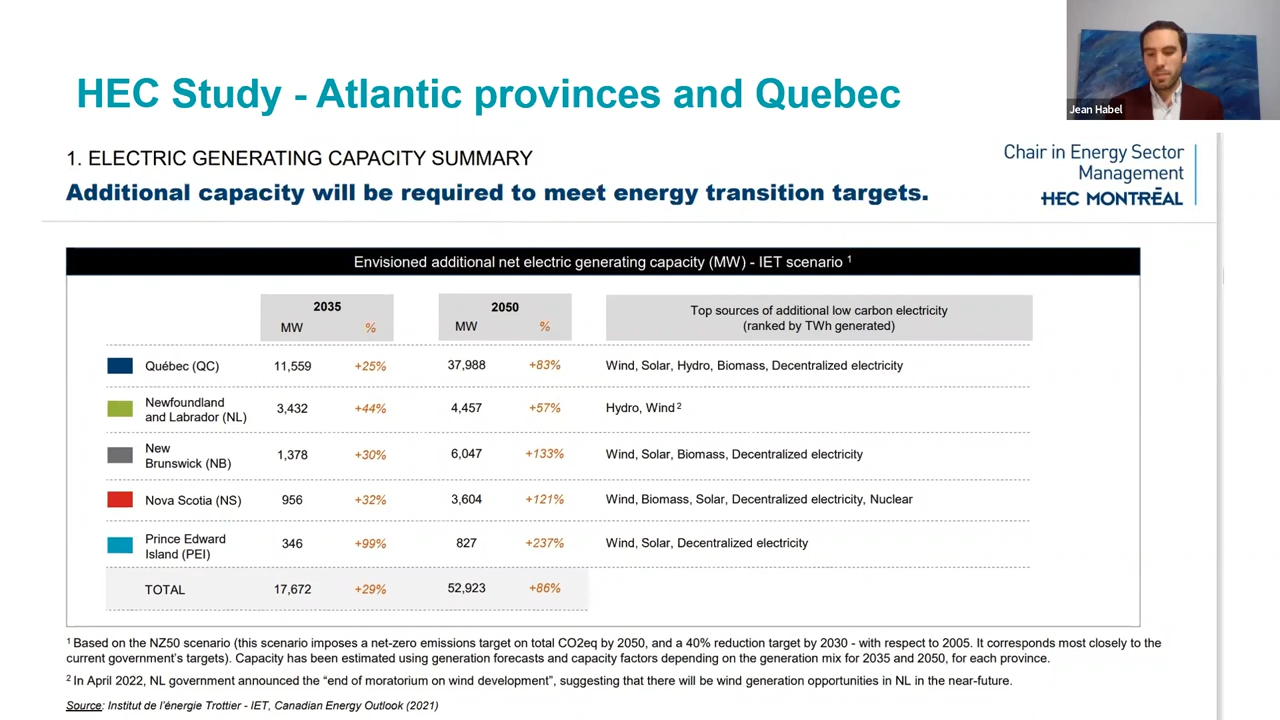 HEC Study - Atlantic provinces and Quebec
Jean Habel
1. ELECTRIC GENERATING CAPACITY SUMMARY
Additional capacity will be required to meet energy transition targets.
Chair in Energy Sector
Management
HEC MONTRÉAL
Envisioned additional net electric generating capacity (MW) - IET scenario 1
2035 2050 Top sources of additional low carbon electricity
MW % MW % (ranked by TWh generated)
Québec (QC) 11,559 +25% 37,988 +83% Wind, Solar, Hydro, Biomass, Decentralized electricity
Newfoundland
and Labrador (NL) 3,432 +44% 4,457 +57% Hydro, Wind 2
New
Brunswick (NB) 1,378 +30% 6,047 +133% Wind, Solar, Biomass, Decentralized electricity
Nova Scotia (NS) 956 +32% 3,604 +121% Wind, Biomass, Solar, Decentralized electricity, Nuclear
Prince Edward
Island (PEI) 346 +99% 827 +237% Wind, Solar, Decentralized electricity
TOTAL 17,672 +29% 52,923 +86%
1 Based on the NZ50 scenario (this scenario imposes a net-zero emissions target on total CO2eq by 2050, and a 40% reduction target by 2030 - with respect to 2005. It corresponds most closely to the
current government's targets). Capacity has been estimated using generation forecasts and capacity factors depending on the generation mix for 2035 and 2050, for each province.
2 In April 2022, NL government announced the “end of moratorium on wind development”, suggesting that there will be wind generation opportunities in NL in the near-future.
Source: Institut de l'énergie Trottier - IET, Canadian Energy Outlook (2021)